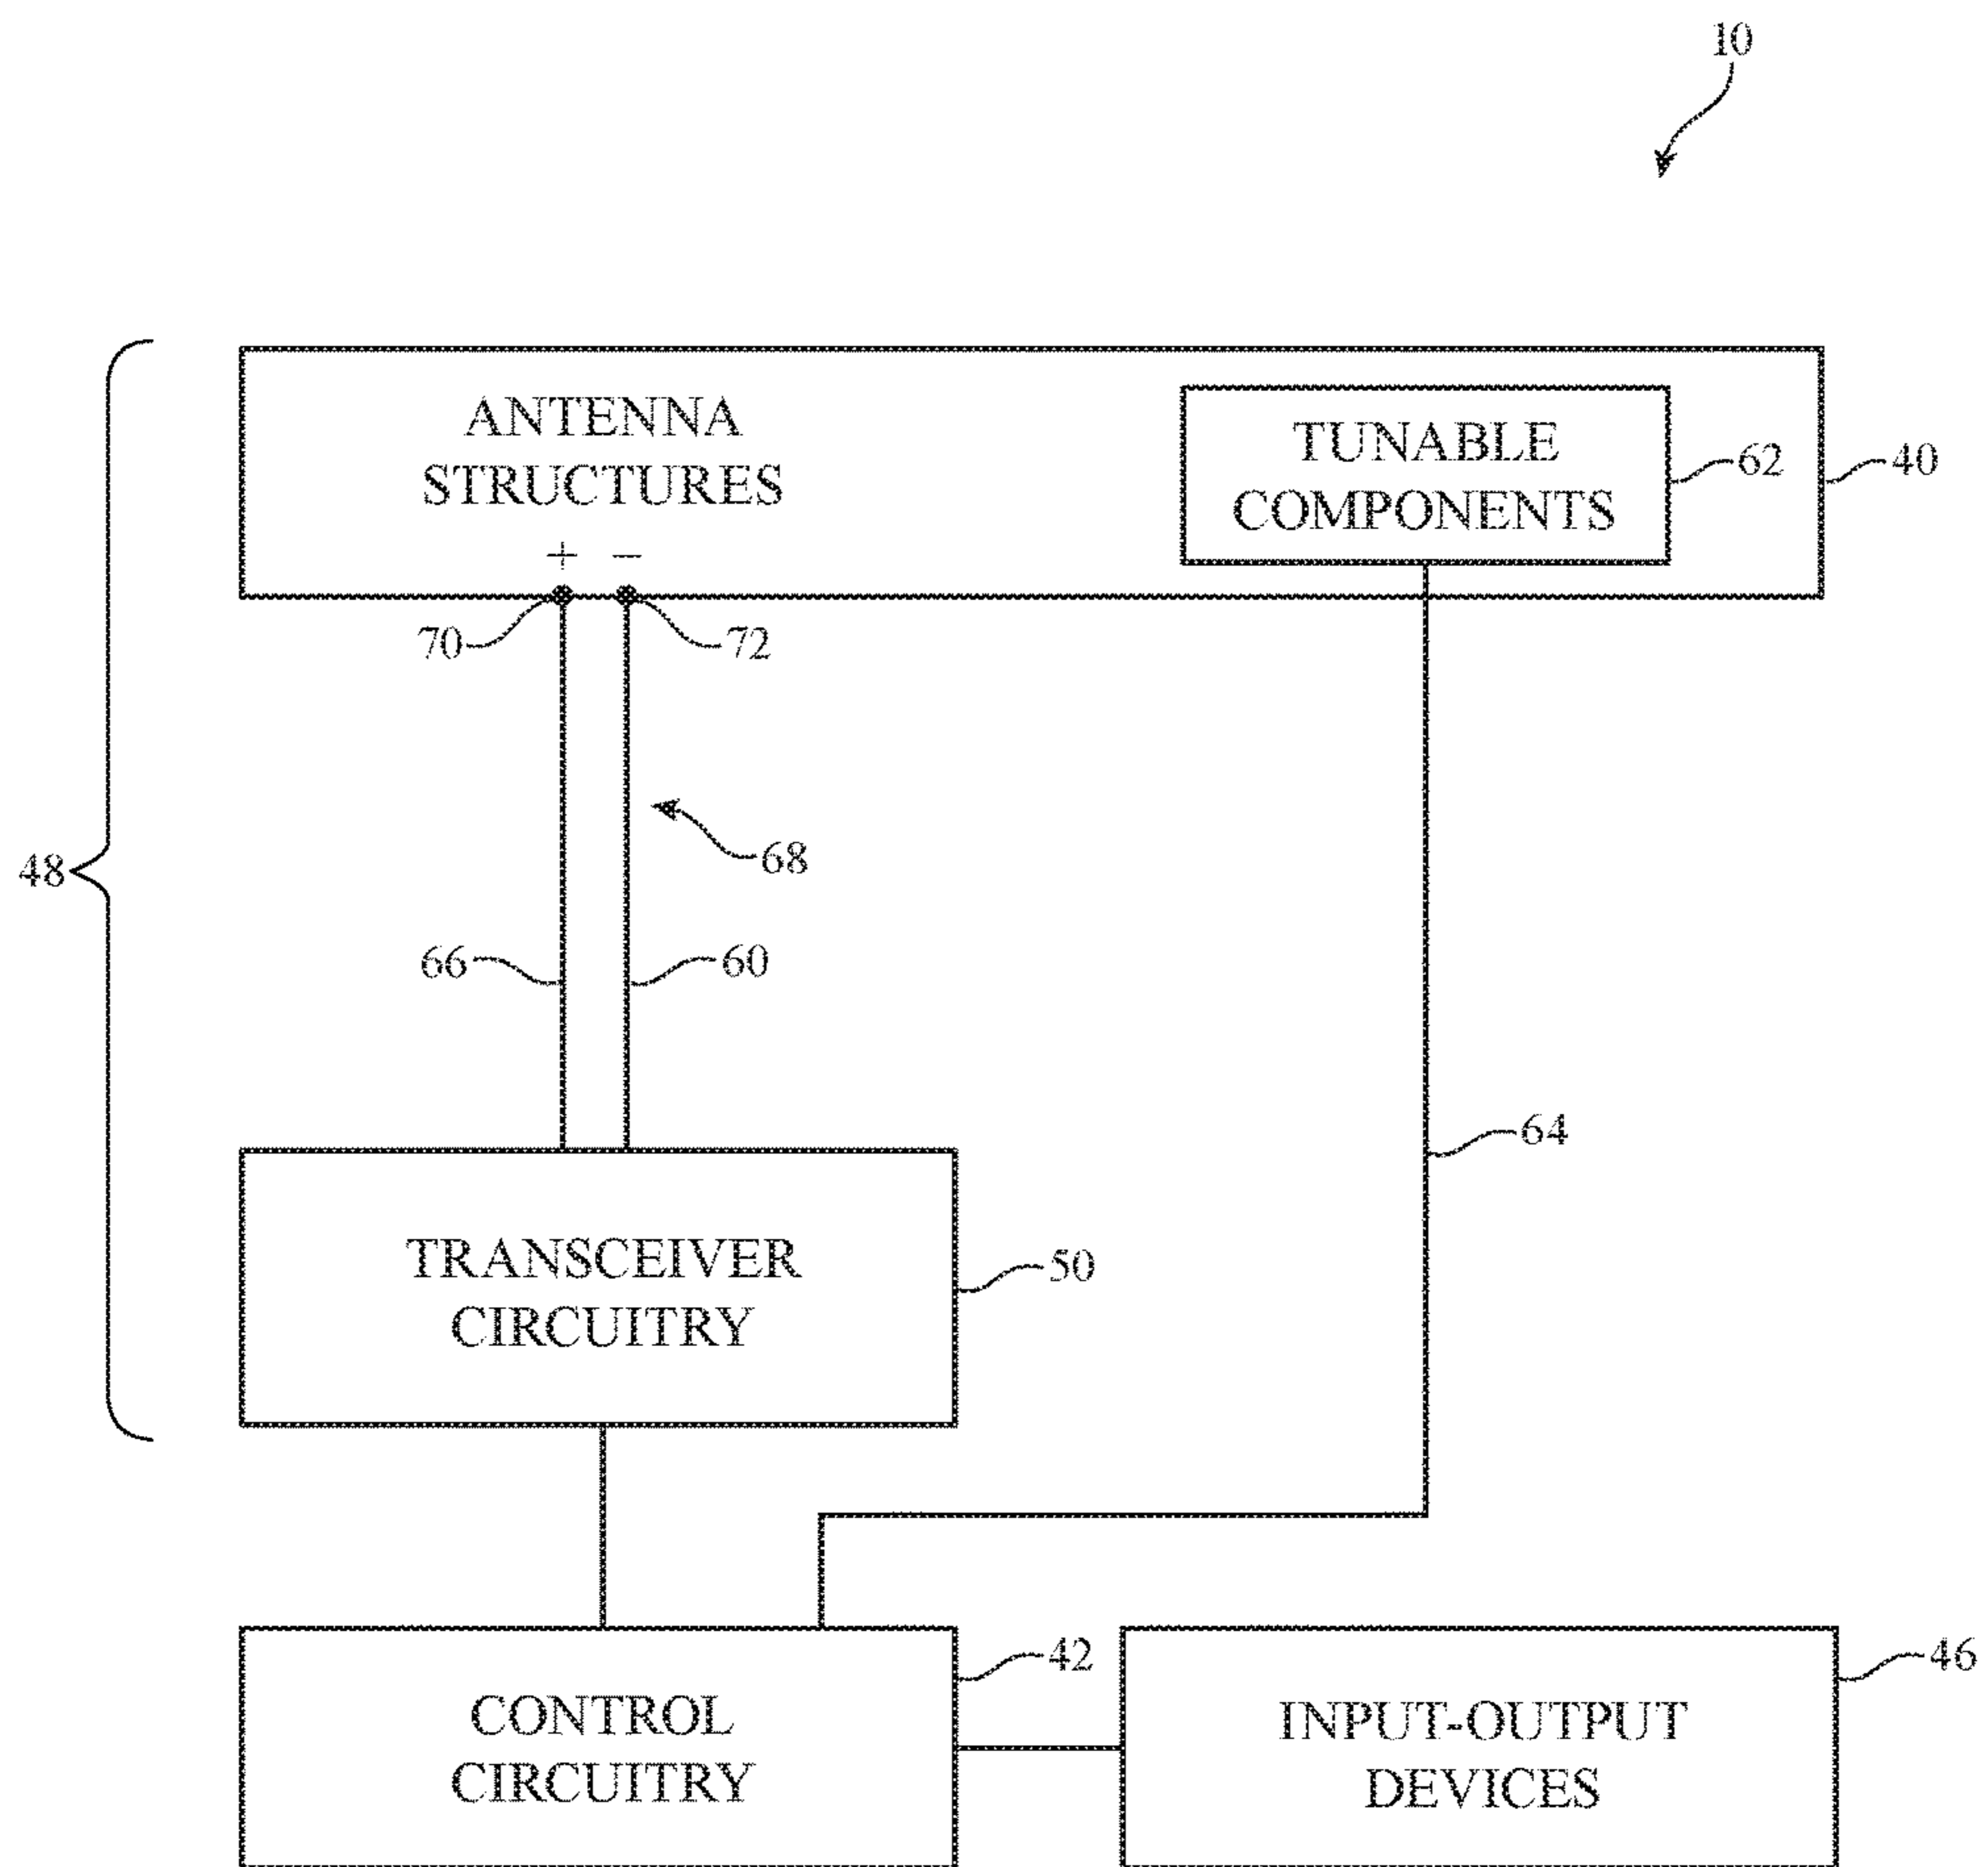 10
ANTENNA
STRUCTURES
+ −
TUNABLE
COMPONENTS
62
40
70
72
48
68
66
60
64
TRANSCEIVER
CIRCUITRY
50
42
46
CONTROL
CIRCUITRY
INPUT-OUTPUT
DEVICES